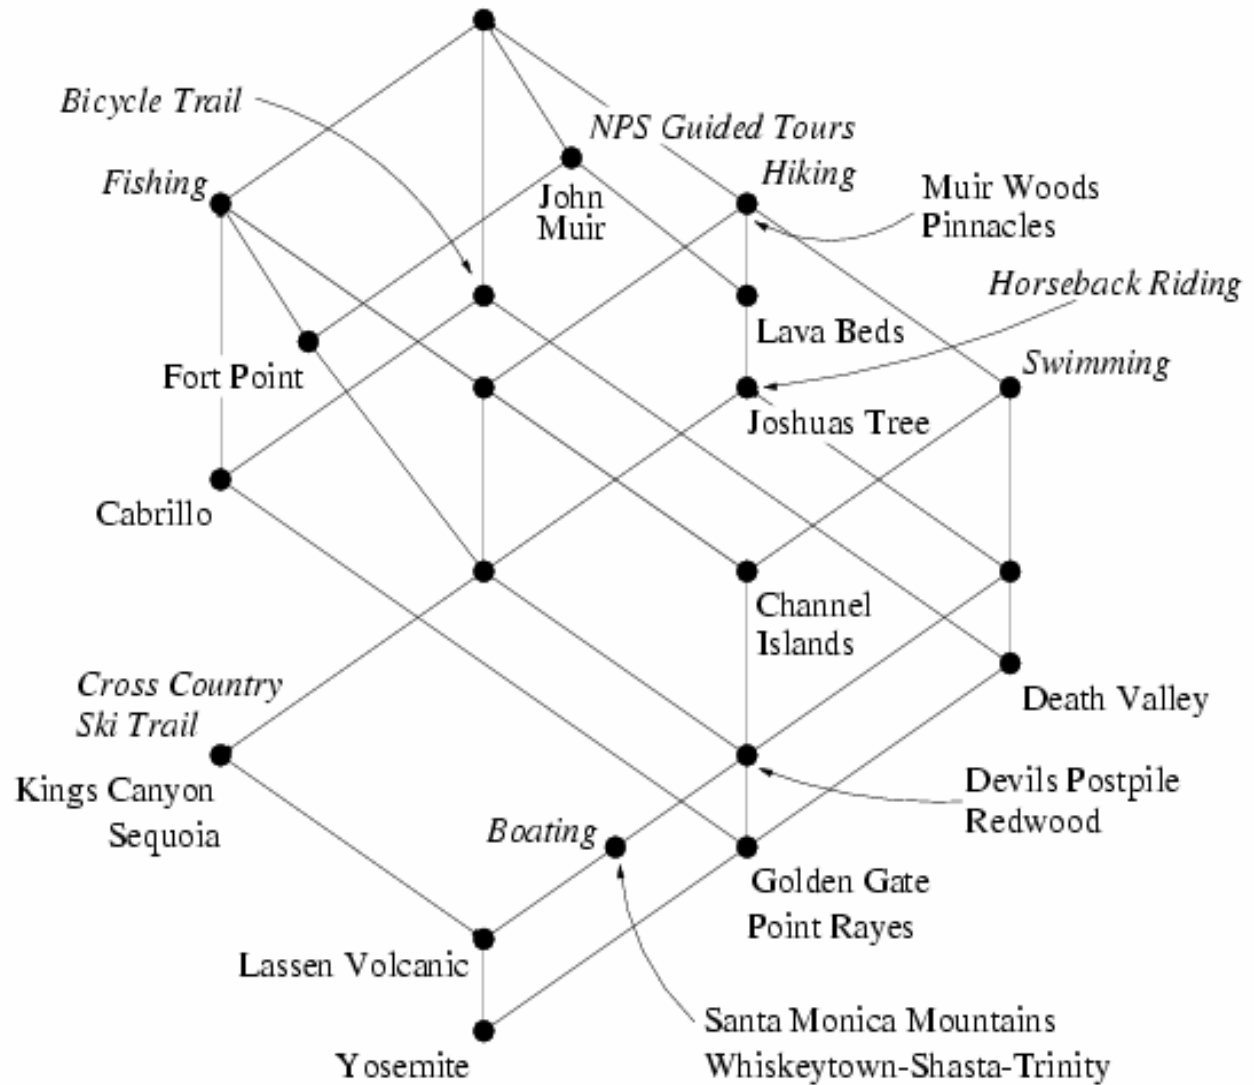 Bicycle Trail
NPS Guided Tours
Fishing
Hiking
John
Muir
Muir Woods
Pinnacles
Horseback Riding
Lava Beds
Fort Point
Swimming
Joshuas Tree
Cabrillo
Channel
Islands
Cross Country
Ski Trail
Death Valley
Kings Canyon
Sequoia
Devils Postpile
Redwood
Boating
Golden Gate
Point Rayes
Lassen Volcanic
Santa Monica Mountains
Whiskeytown-Shasta-Trinity
Yosemite